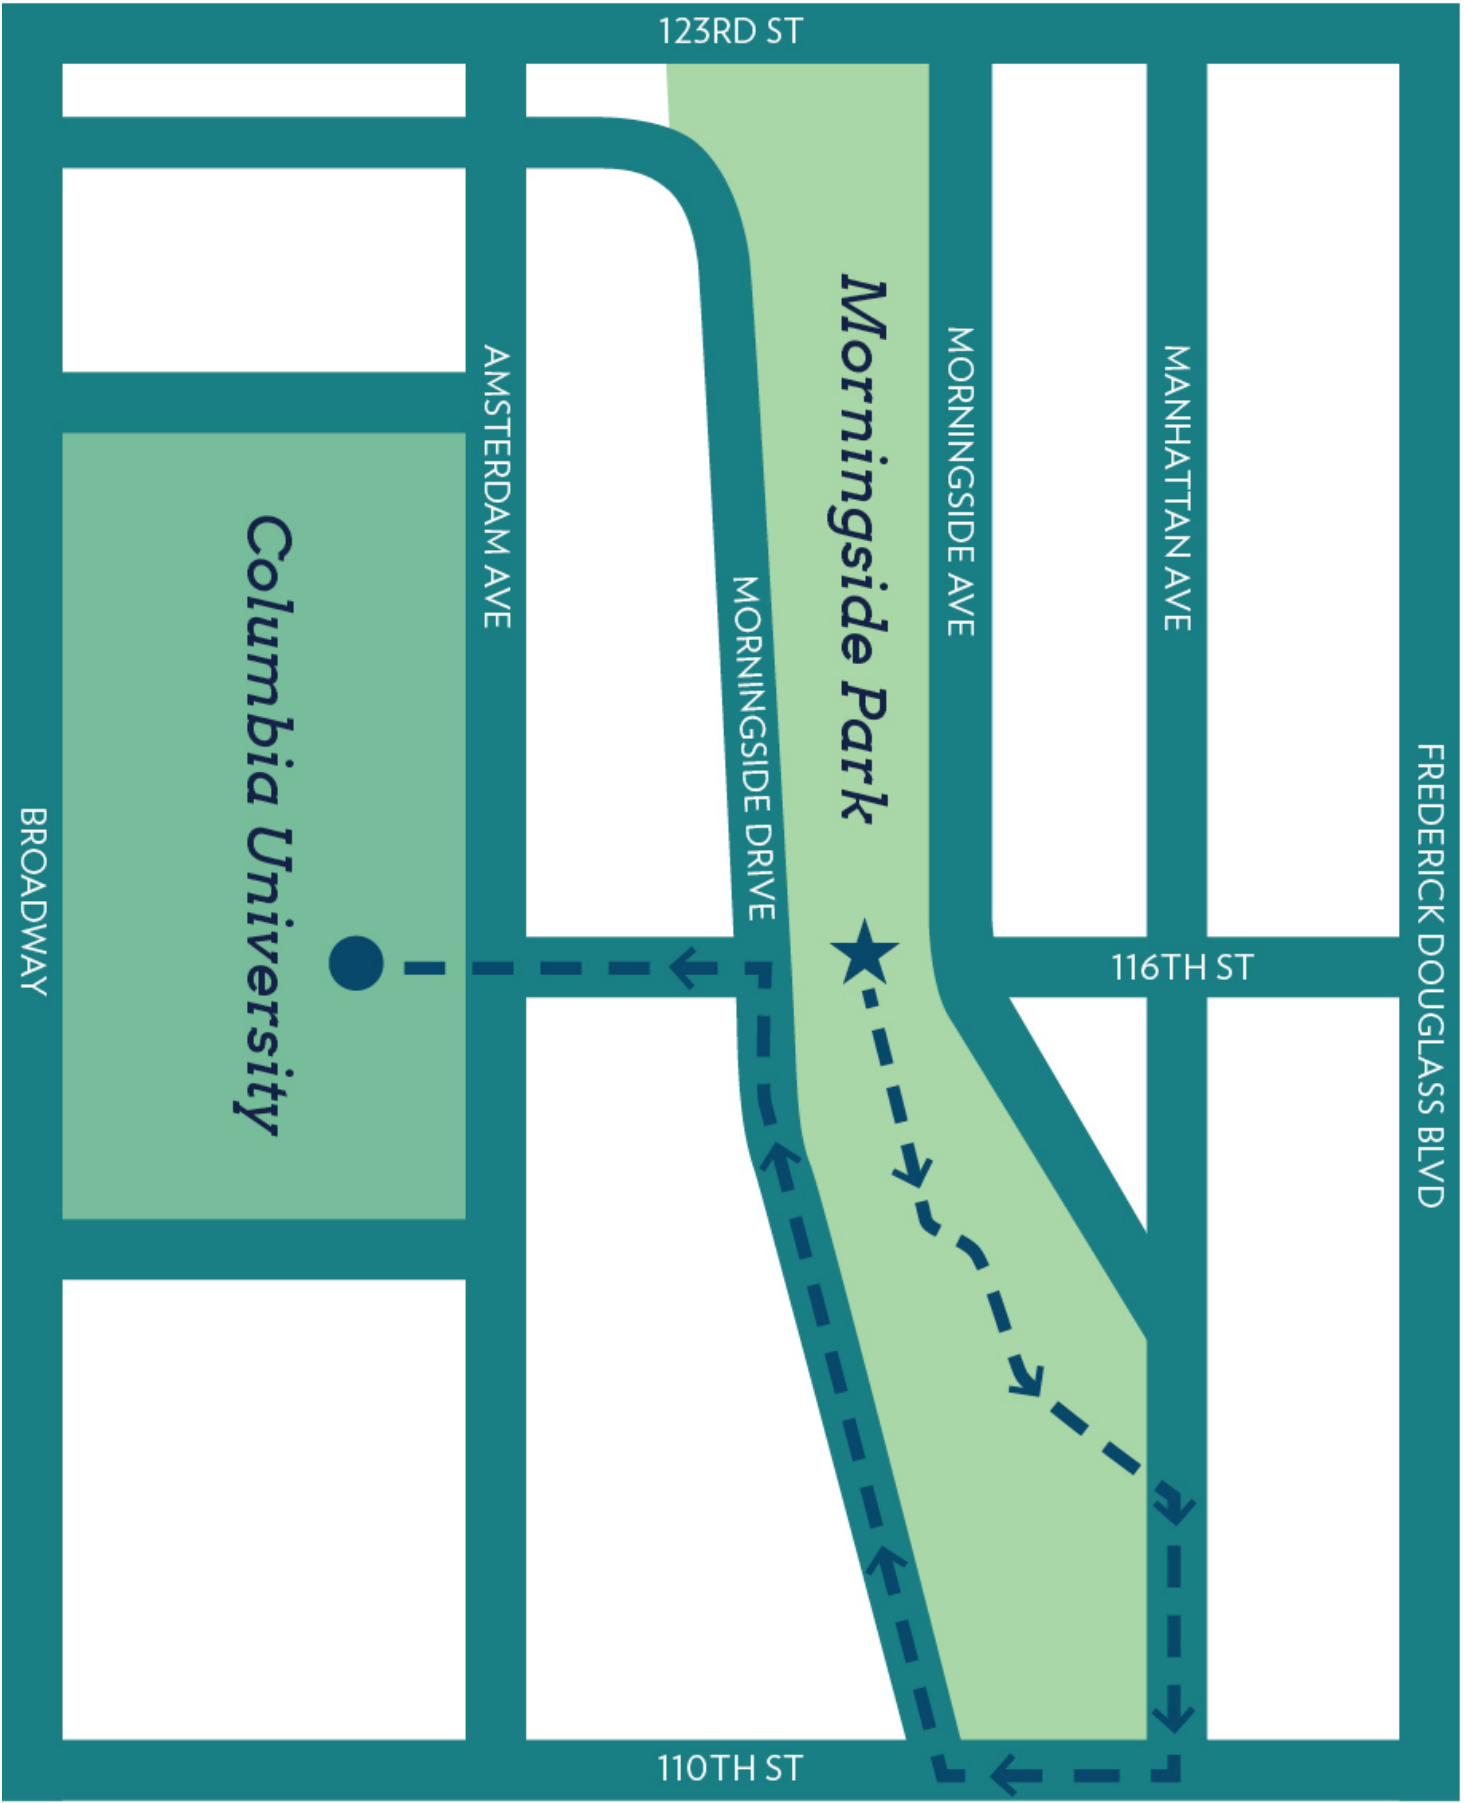 123RD ST
Morningside Park
MORNINGSIDE AVE
MANHATTAN AVE
AMSTERDAM AVE
Columbia University
MORNINGSIDE DRIVE
FREDERICK DOUGLASS BLVD
BROADWAY
116TH ST
110TH ST